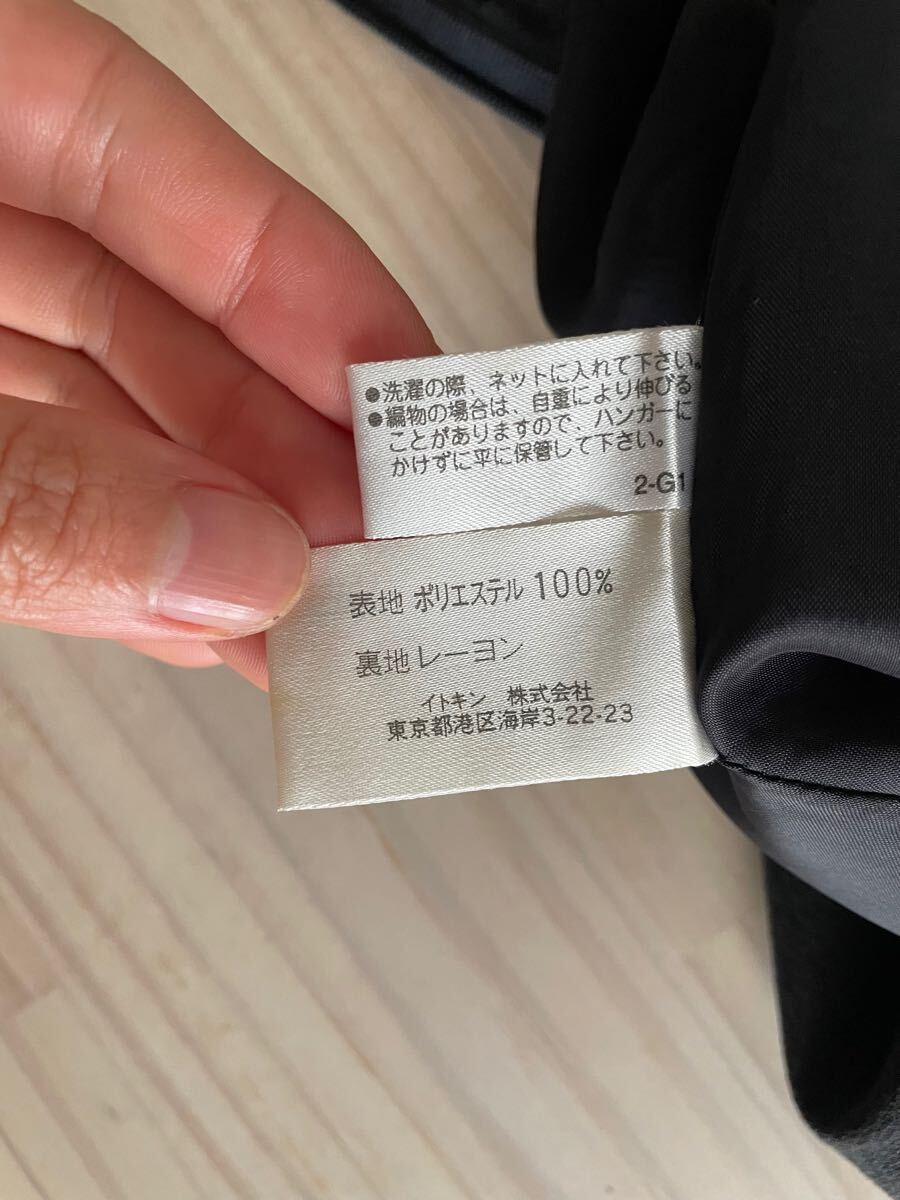 ●洗濯の際、ネットに入れて下さい。
●編物の場合は、自重により伸びる
ことがありますので、ハンガーに
かけずに平に保管して下さい。
2-G1
表地 ポリエステル 100%
裏地 レーヨン
イトキン 株式会社
東京都港区海岸3-22-23